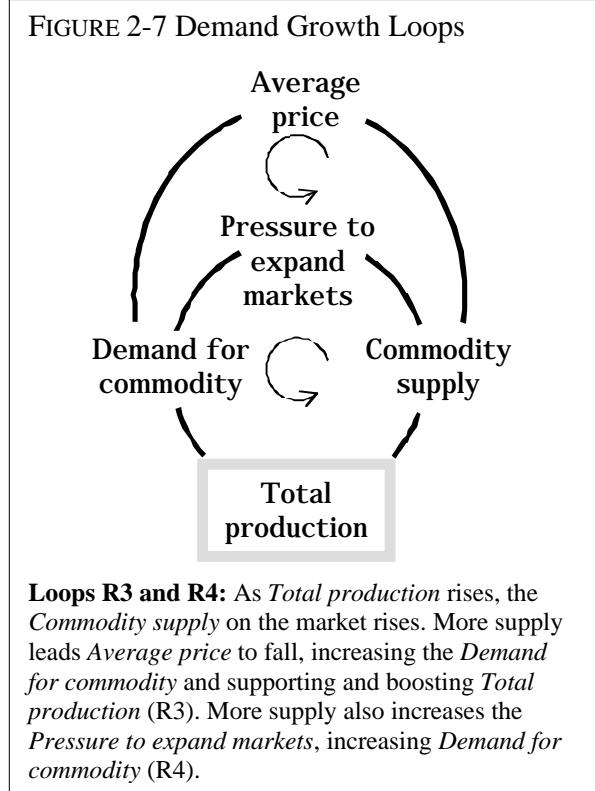 FIGURE 2-7 Demand Growth Loops
Average
price
Pressure to
expand
markets
Demand for
commodity
Commodity
supply
Total
production
Loops R3 and R4: As Total production rises, the
Commodity supply on the market rises. More supply
leads Average price to fall, increasing the Demand
for commodity and supporting and boosting Total
production (R3). More supply also increases the
Pressure to expand markets, increasing Demand for
commodity (R4).